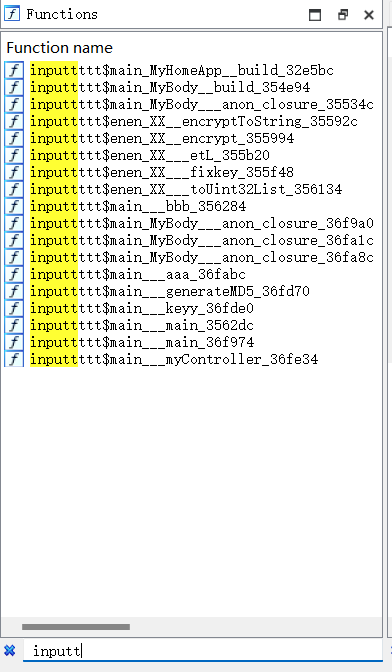 Functions
Function name
inputtttt$main_MyHomeApp__build_32e5bc
inputtttt$main_MyBody__build_354e94
inputtttt$main_MyBody___anon_closure_35534c
inputtttt$enen_XX__encryptToString_35592c
inputtttt$enen_XX__encrypt_355994
inputtttt$enen_XX___etL_355b20
inputtttt$enen_XX___fixkey_355f48
inputtttt$enen_XX___toUint32List_356134
inputtttt$main___bbb_356284
inputtttt$main_MyBody___anon_closure_36f9a0
inputtttt$main_MyBody___anon_closure_36fa1c
inputtttt$main_MyBody___anon_closure_36fa8c
inputtttt$main___aaa_36fabc
inputtttt$main___generateMD5_36fd70
inputtttt$main___keyy_36fde0
inputtttt$main___main_3562dc
inputtttt$main___main_36f974
inputtttt$main___myController_36fe34
inputt